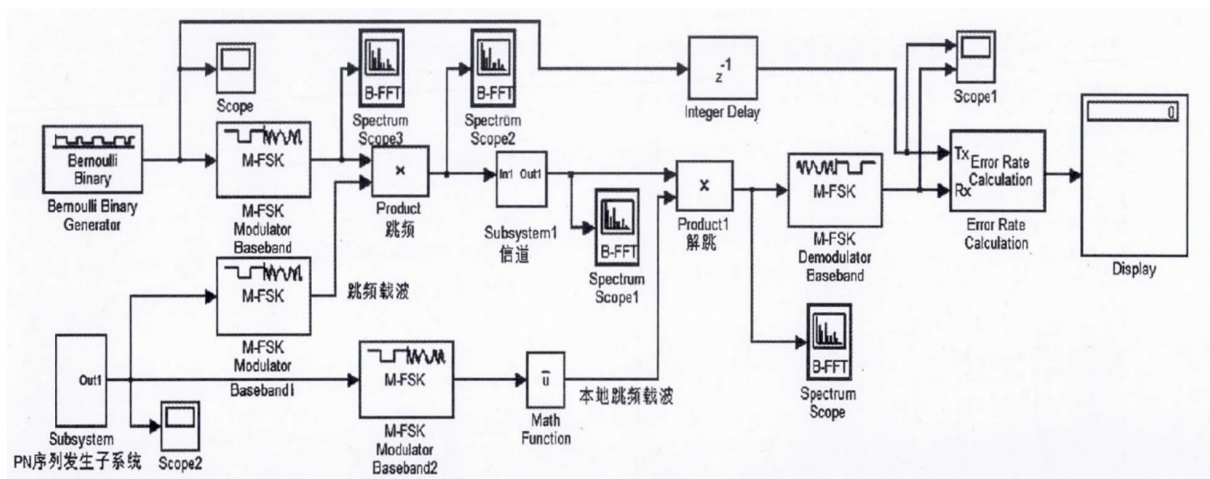 B-FFT
B-FFT
z
-1
Scope
Spectrum
Scope3
Spectrum
Scope2
Integer Delay
Scope1
0
Bernoulli
Binary
Bernoulli Binary
Generator
M-FSK
M-FSK
Modulator
Baseband
×
Product
跳频
In1 Out1
Subsystem1
信道
B-FFT
Spectrum
Scope1
×
Product1
解跳
M-FSK
M-FSK
Demodulator
Baseband
Tx
Rx
Error Rate
Calculation
Error Rate
Calculation
Display
M-FSK
M-FSK
Modulator
Baseband1
跳频载波
Out1
Subsystem
PN序列发生子系统
Scope2
M-FSK
M-FSK
Modulator
Baseband2
u
Math
Function
本地跳频载波
B-FFT
Spectrum
Scope